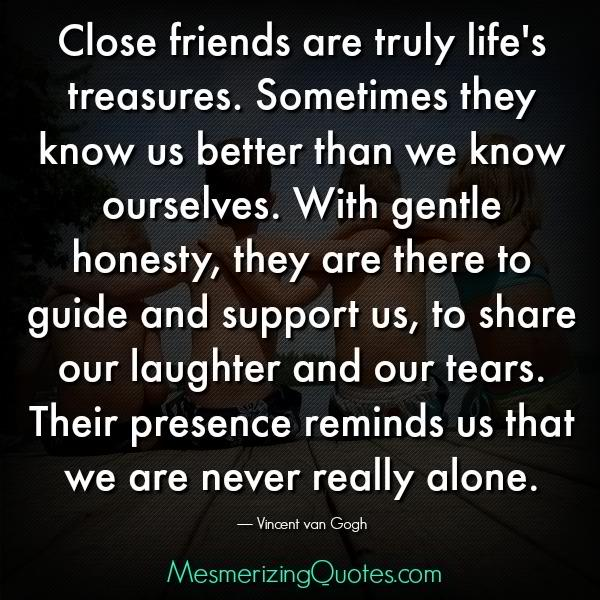 Close friends are truly life's
treasures. Sometimes they
know us better than we know
ourselves. With gentle
honesty, they are there to
guide and support us, to share
our laughter and our tears.
Their presence reminds us that
we are never really alone.
— Vincent van Gogh
MesmerizingQuotes.com